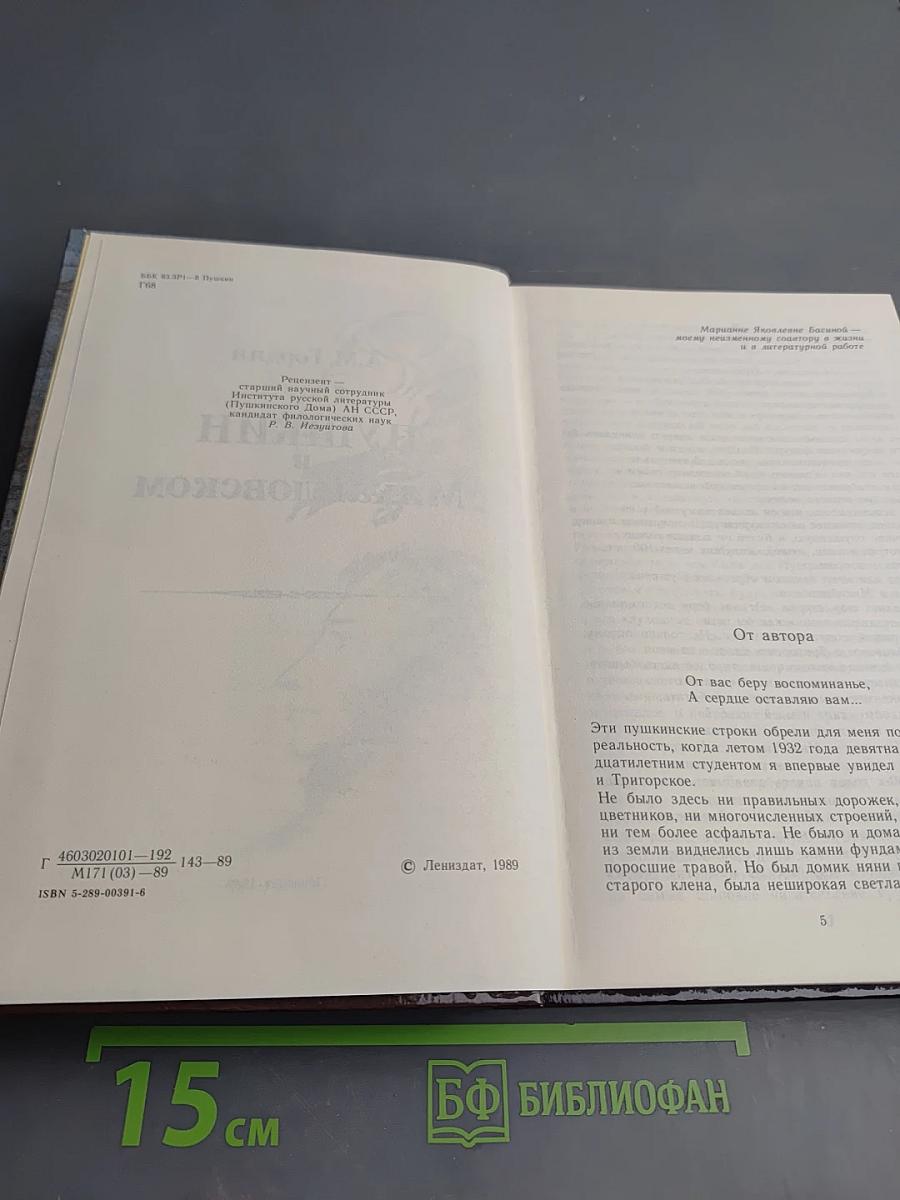 ББК 83.3Р1—8 Пушкин
Г68
Рецензент —
старший научный сотрудник
Института русской литературы
(Пушкинского Дома) АН СССР,
кандидат филологических наук
Р. В. Иезуитова
Г 4603020101—192 143—89
М171(03)—89
ISBN 5-289-00391-6
© Лениздат, 1989
Марианне Яковлевне Басиной —
моему неизменному соавтору в жизни
и в литературной работе
От автора
От вас беру воспоминанье,
А сердце оставляю вам...
Эти пушкинские строки обрели для меня
реальность, когда летом 1932 года девятна
дцатилетним студентом я впервые увидел
и Тригорское.
Не было здесь ни правильных дорожек,
цветников, ни многочисленных строений,
ни тем более асфальта. Не было и дома
из земли виднелись лишь камни фундам
поросшие травой. Но был домик няни
старого клена, была неширокая светла
5
15 см
БФ БИБЛИОФАН